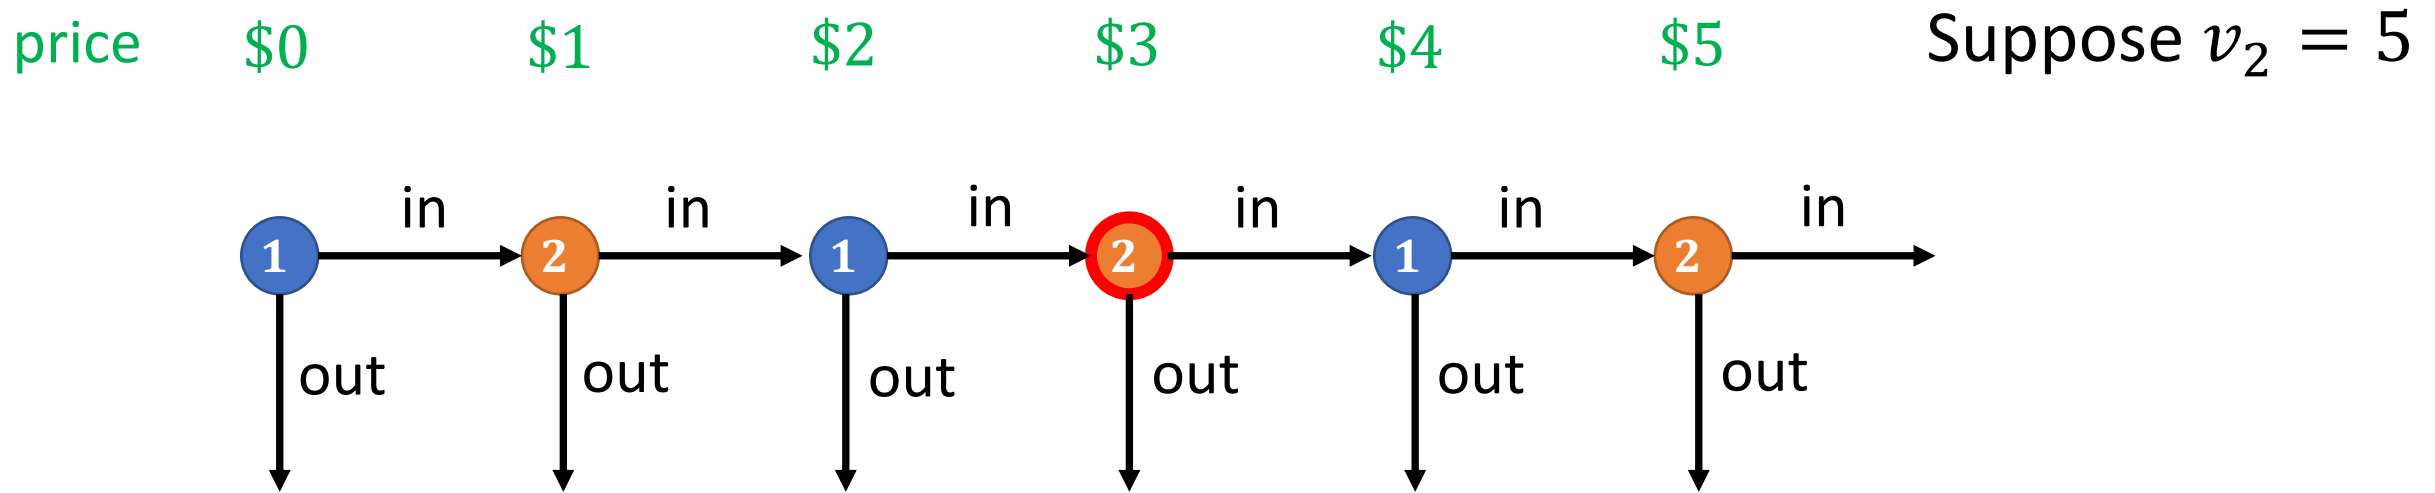 price $0 $1 $2 $3 $4 $5 Suppose 𝑣₂ = 5
in in in in in in
1 2 1 2 1 2
out out out out out out